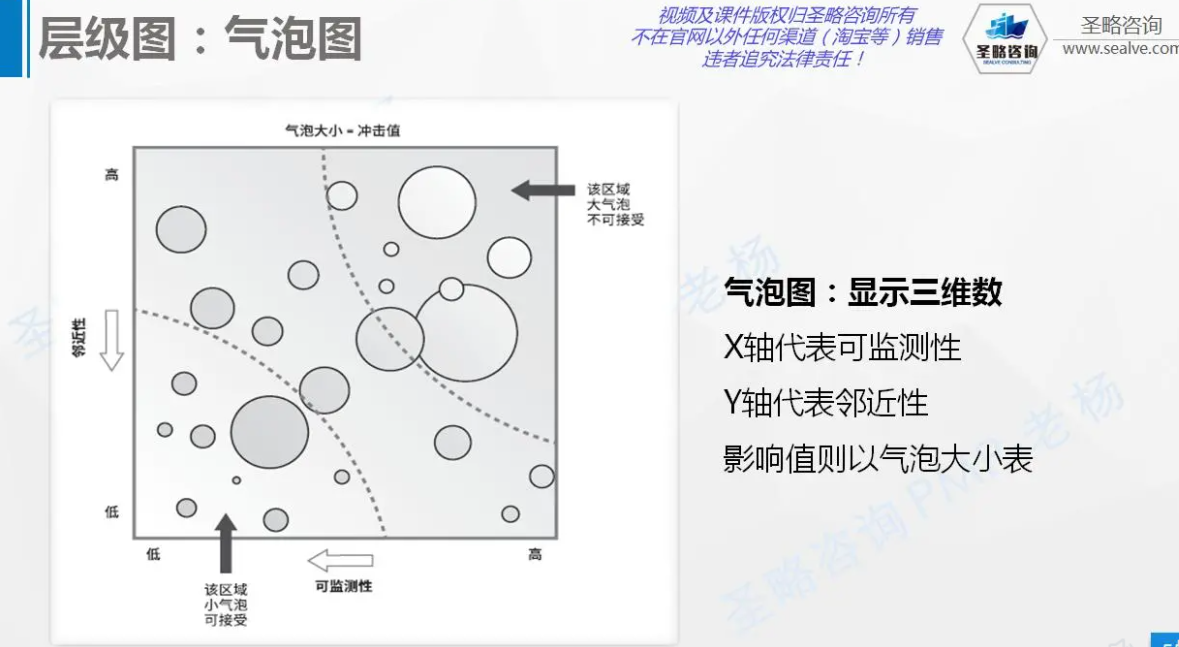 层级图：气泡图
视频及课件版权归圣略咨询所有
不在官网以外任何渠道（淘宝等）销售
违者追究法律责任！
圣略咨询
SEALVE CONSULTING
圣略咨询
www.sealve.com
气泡大小 = 冲击值
高
该区域
大气泡
不可接受
邻近性
低
低
高
可监测性
该区域
小气泡
可接受
气泡图：显示三维数
X轴代表可监测性
Y轴代表邻近性
影响值则以气泡大小表
老杨
圣略咨询 PMP 老杨
圣